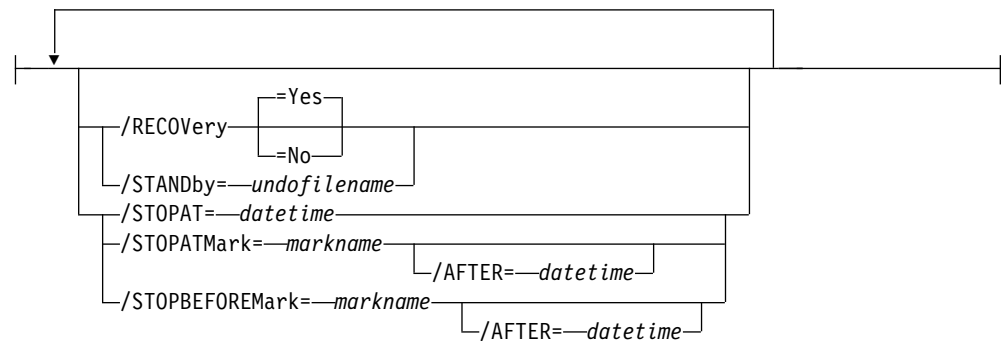 =Yes
/RECOVery
=No
/STANDby= undofilename
/STOPAT= datetime
/STOPATMark= markname
/AFTER= datetime
/STOPBEFOREMark= markname
/AFTER= datetime